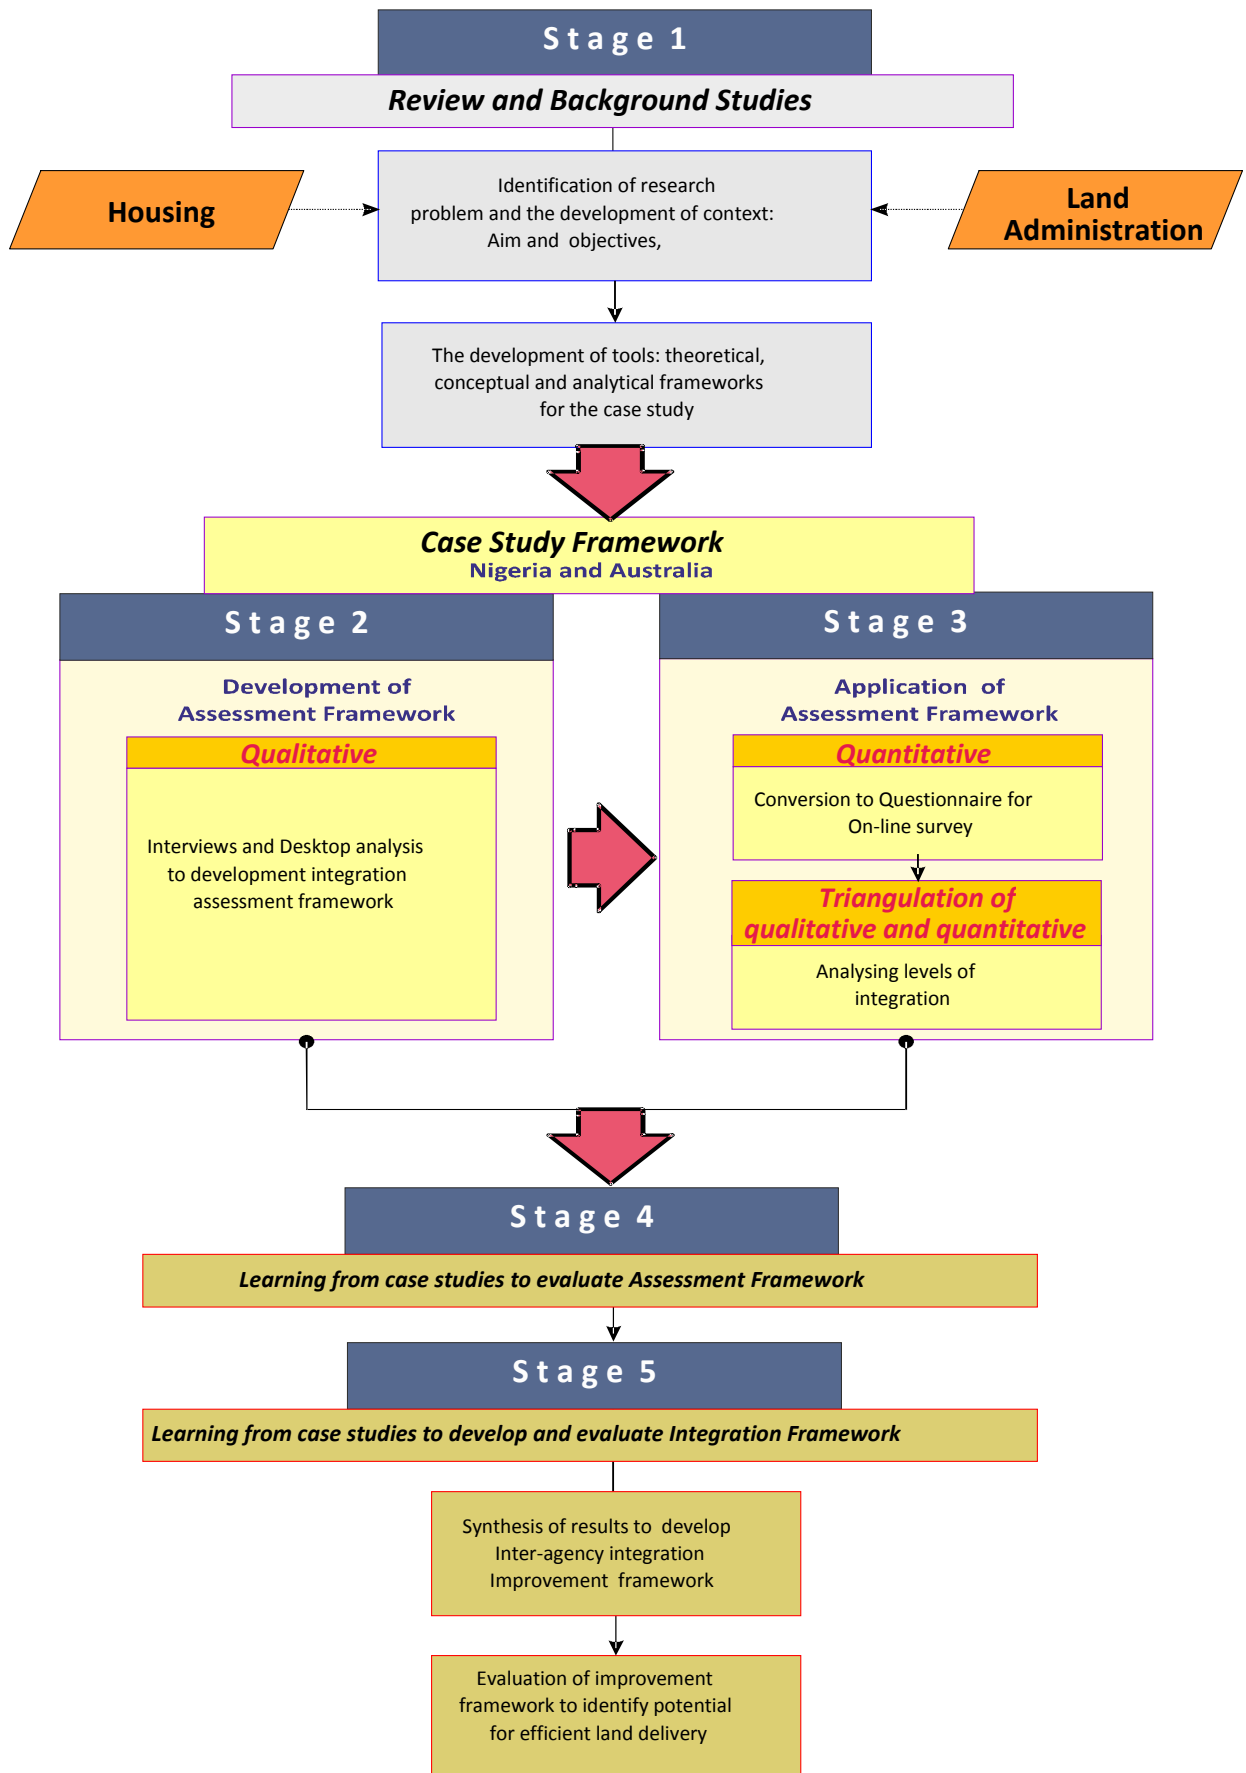 Stage 1
Review and Background Studies
Housing
Identification of research
problem and the development of context:
Aim and objectives,
Land
Administration
The development of tools: theoretical,
conceptual and analytical frameworks
for the case study
Case Study Framework
Nigeria and Australia
Stage 2
Development of
Assessment Framework
Qualitative
Interviews and Desktop analysis
to development integration
assessment framework
Stage 3
Application of
Assessment Framework
Quantitative
Conversion to Questionnaire for
On-line survey
Triangulation of
qualitative and quantitative
Analysing levels of
integration
Stage 4
Learning from case studies to evaluate Assessment Framework
Stage 5
Learning from case studies to develop and evaluate Integration Framework
Synthesis of results to develop
Inter-agency integration
Improvement framework
Evaluation of improvement
framework to identify potential
for efficient land delivery